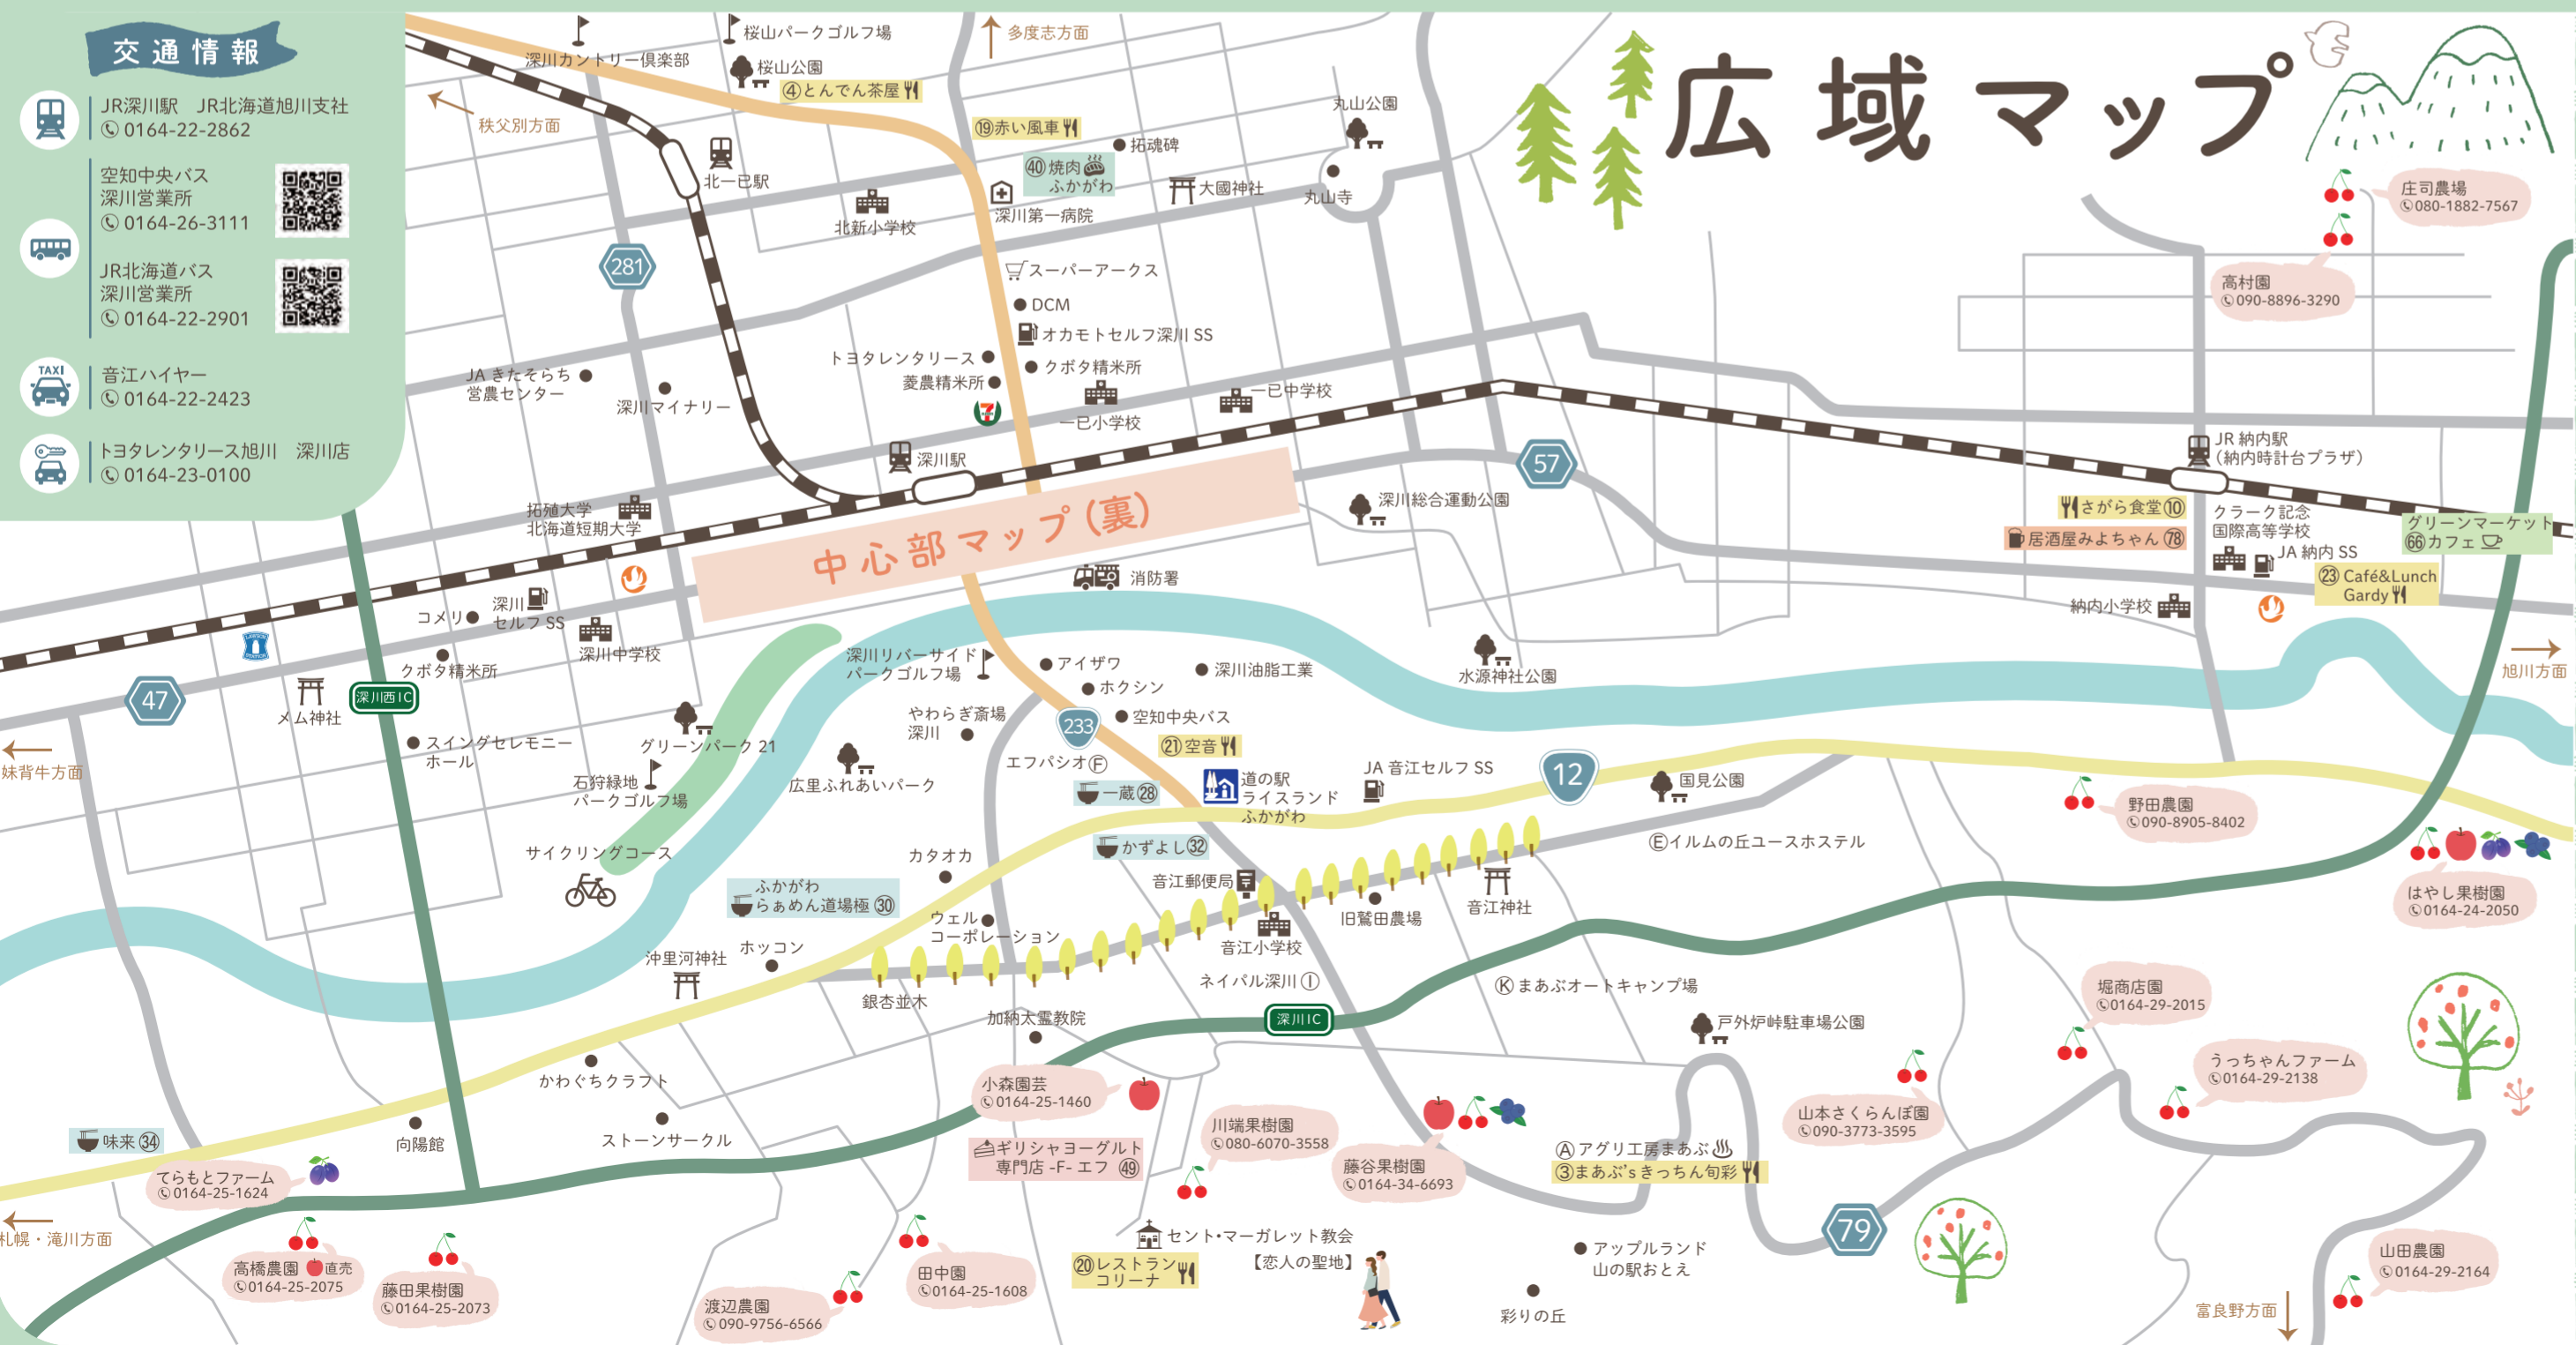 交通情報
JR深川駅　JR北海道旭川支社
0164-22-2862
空知中央バス
深川営業所
0164-26-3111
JR北海道バス
深川営業所
0164-22-2901
TAXI
音江ハイヤー
0164-22-2423
トヨタレンタリース旭川　深川店
0164-23-0100
広域マップ
深川カントリー倶楽部
桜山パークゴルフ場
桜山公園
④とんでん茶屋
多度志方面
秩父別方面
北一已駅
北新小学校
⑲赤い風車
㊵焼肉
ふかがわ
拓魂碑
深川第一病院
大國神社
丸山公園
丸山寺
281
スーパーアークス
DCM
オカモトセルフ深川 SS
トヨタレンタリース
クボタ精米所
菱農精米所
一已小学校
一已中学校
JA きたそらち
営農センター
深川マイナリー
深川駅
中心部マップ（裏）
拓殖大学
北海道短期大学
57
深川総合運動公園
消防署
庄司農場
080-1882-7567
高村園
090-8896-3290
JR 納内駅
（納内時計台プラザ）
さがら食堂⑩
居酒屋みよちゃん㊆
クラーク記念
国際高等学校
JA 納内 SS
グリーンマーケット
カフェ
㉓Café&Lunch
Gardy
納内小学校
旭川方面
コメリ
深川
セルフ SS
深川中学校
クボタ精米所
LAWSON
47
メム神社
深川西IC
スイングセレモニー
ホール
妹背牛方面
グリーンパーク 21
石狩緑地
パークゴルフ場
サイクリングコース
深川リバーサイド
パークゴルフ場
アイザワ
ホクシン
深川油脂工業
水源神社公園
やわらぎ斎場
深川
233
空知中央バス
㉑空音
エフパシオⒻ
広里ふれあいパーク
一蔵㉘
道の駅
ライスランド
ふかがわ
JA 音江セルフ SS
12
国見公園
野田農園
090-8905-8402
Ⓔイルムの丘ユースホステル
はやし果樹園
0164-24-2050
カタオカ
かずよし㉜
音江郵便局
ふかがわ
らぁめん道場極㉚
ウェル
コーポレーション
旧鷲田農場
音江神社
音江小学校
沖里河神社
ホッコン
銀杏並木
ネイパル深川Ⓘ
Ⓚまあぶオートキャンプ場
加納太霊教院
深川IC
戸外炉峠駐車場公園
堀商店園
0164-29-2015
うっちゃんファーム
0164-29-2138
かわぐちクラフト
小森園芸
0164-25-1460
山本さくらんぼ園
090-3773-3595
味来㉞
向陽館
ストーンサークル
ギリシャヨーグルト
専門店 -F- エフ ㊾
川端果樹園
080-6070-3558
藤谷果樹園
0164-34-6693
Ⓐアグリ工房まあぶ
③まあぶ'sきっちん旬彩
てらもとファーム
0164-25-1624
79
札幌・滝川方面
高橋農園 直売
0164-25-2075
藤田果樹園
0164-25-2073
渡辺農園
090-9756-6566
田中園
0164-25-1608
セント・マーガレット教会
【恋人の聖地】
⑳レストラン
コリーナ
アップルランド
山の駅おとえ
彩りの丘
山田農園
0164-29-2164
富良野方面